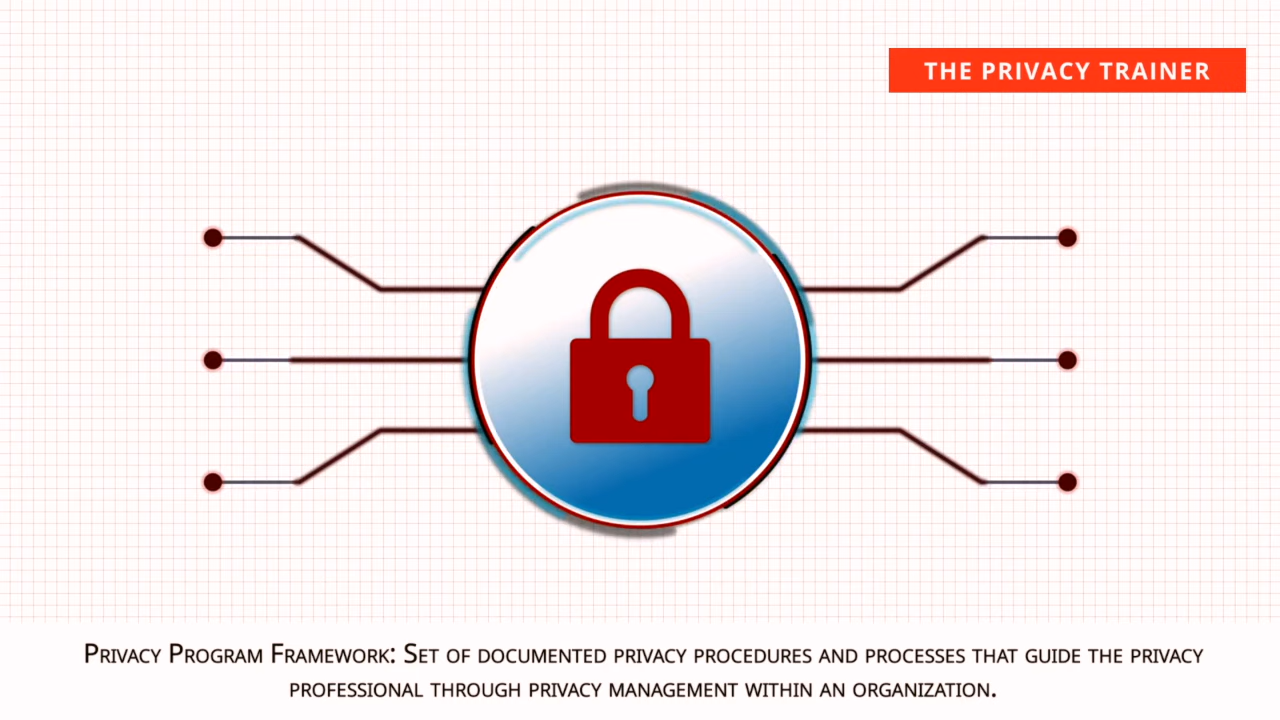 THE PRIVACY TRAINER
Privacy Program Framework: Set of documented privacy procedures and processes that guide the privacy
professional through privacy management within an organization.